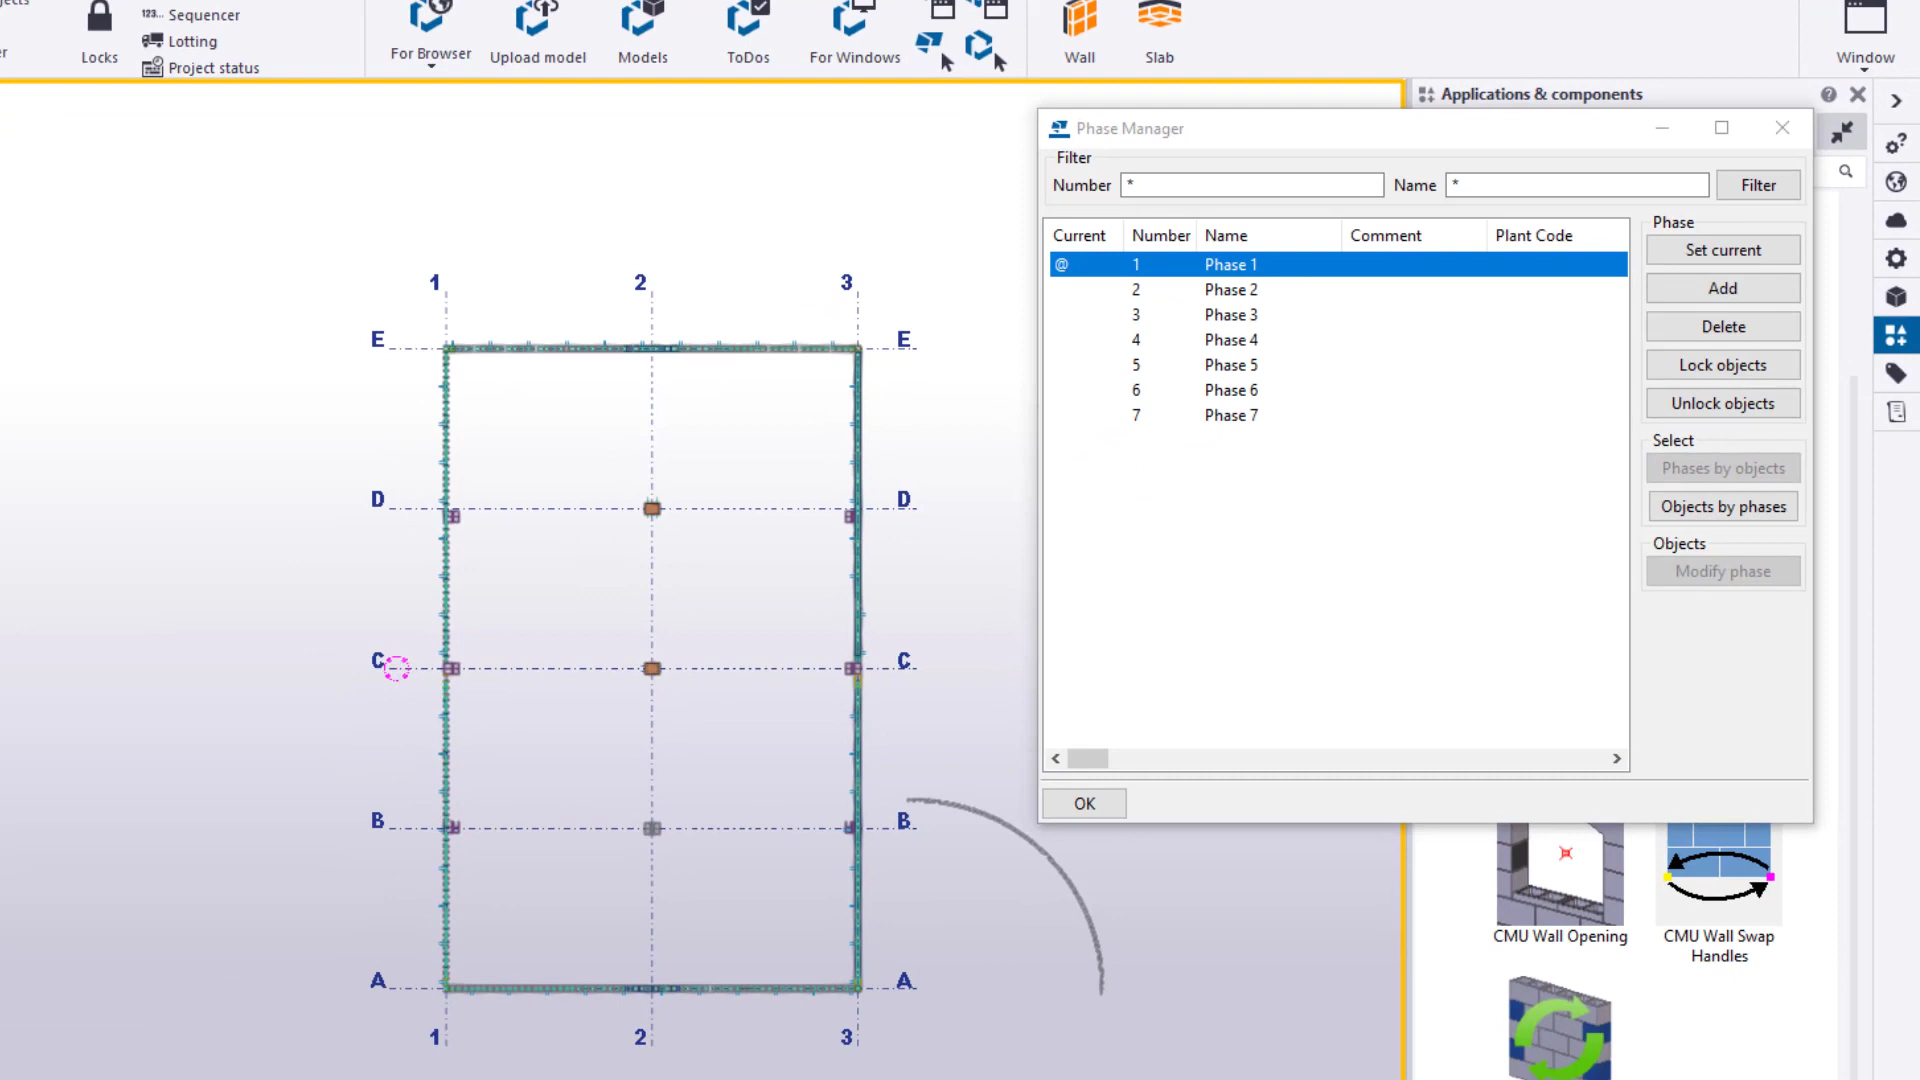 jects
Locks
Sequencer
Lotting
Project status
For Browser
Upload model
Models
ToDos
For Windows
Wall
Slab
Window
Applications & components
Phase Manager
Filter
Number * Name * Filter
Current Number Name Comment Plant Code
@ 1 Phase 1
2 Phase 2
3 Phase 3
4 Phase 4
5 Phase 5
6 Phase 6
7 Phase 7
Phase
Set current
Add
Delete
Lock objects
Unlock objects
Select
Phases by objects
Objects by phases
Objects
Modify phase
OK
1 2 3
E E
D D
C C
B B
A A
1 2 3
CMU Wall Opening
CMU Wall Swap
Handles